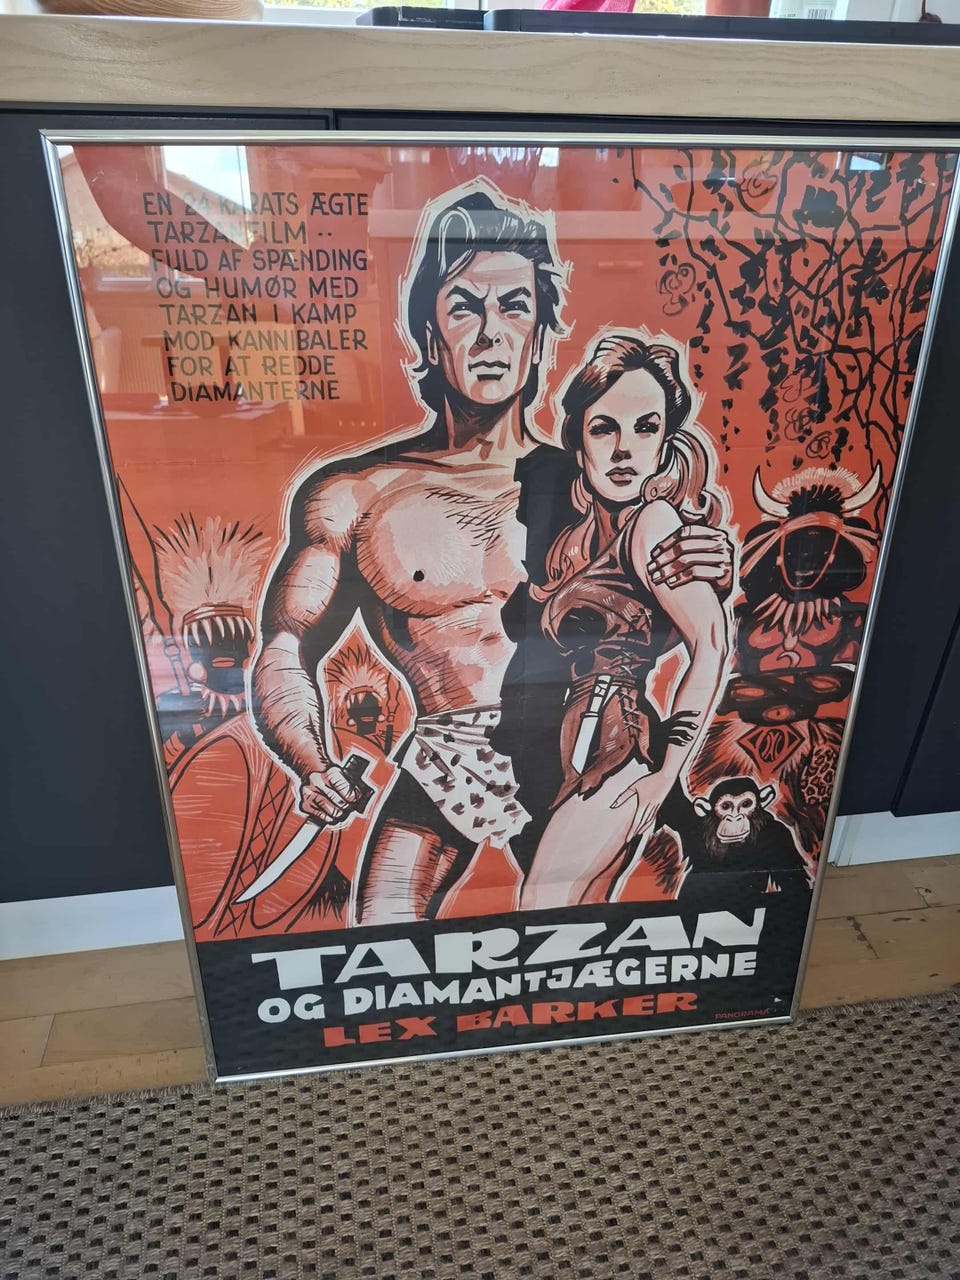 EN 24 KARATS ÆGTE
TARZANFILM ··
FULD AF SPÆNDING
OG HUMØR MED
TARZAN I KAMP
MOD KANNIBALER
FOR AT REDDE
DIAMANTERNE
TARZAN
OG DIAMANTJÆGERNE
LEX BARKER
PANORAMA